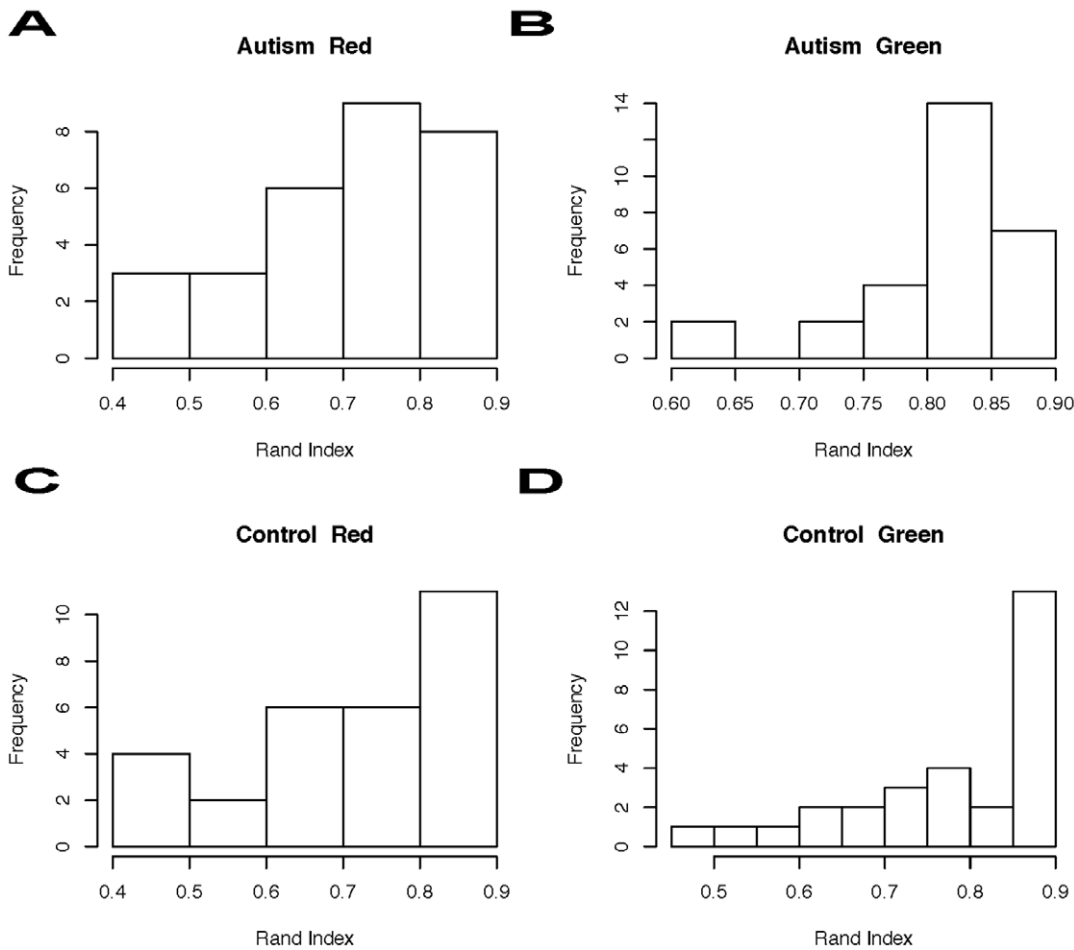 A
Autism Red
Frequency
0
2
4
6
8
0.4 0.5 0.6 0.7 0.8 0.9
Rand Index
B
Autism Green
Frequency
0
2
4
6
8
10
14
0.60 0.65 0.70 0.75 0.80 0.85 0.90
Rand Index
C
Control Red
Frequency
0
2
4
6
8
10
0.4 0.5 0.6 0.7 0.8 0.9
Rand Index
D
Control Green
Frequency
0
2
4
6
8
10
12
0.5 0.6 0.7 0.8 0.9
Rand Index